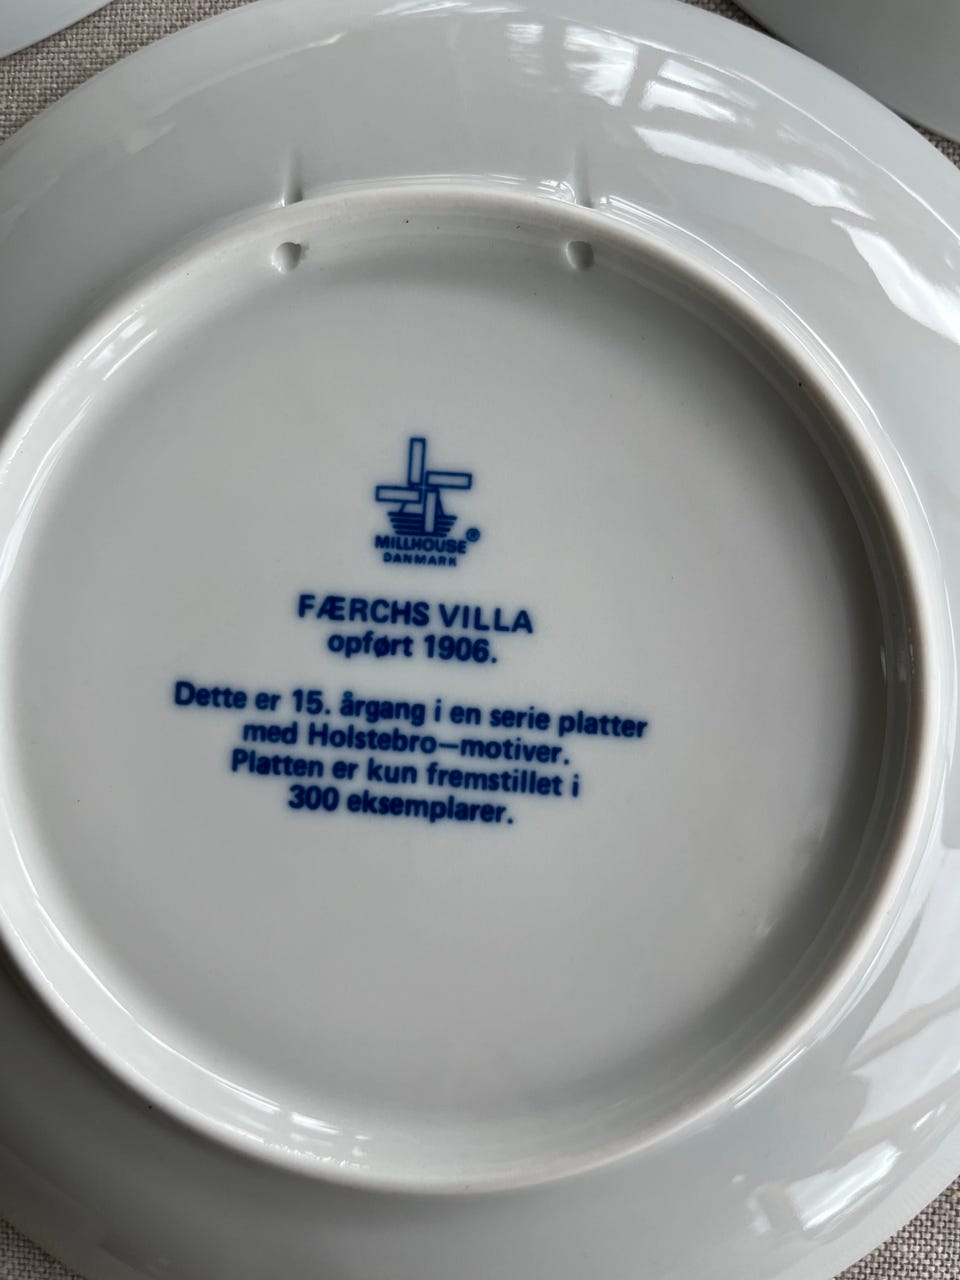 MILLHOUSE ®
DANMARK
FÆRCHS VILLA
opført 1906.
Dette er 15. årgang i en serie platter
med Holstebro–motiver.
Platten er kun fremstillet i
300 eksemplarer.